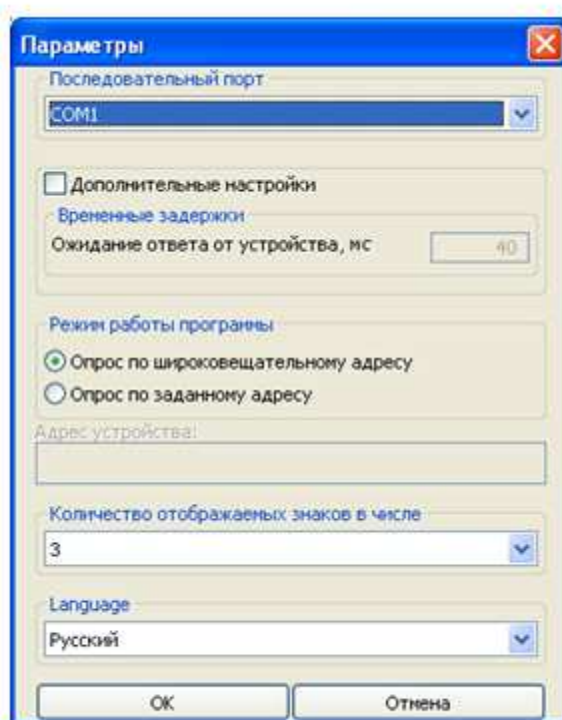 Параметры
Последовательный порт
COM1
Дополнительные настройки
Временные задержки
Ожидание ответа от устройства, мс
40
Режим работы программы
Опрос по широковещательному адресу
Опрос по заданному адресу
Адрес устройства:
Количество отображаемых знаков в числе
3
Language
Русский
ОК
Отмена